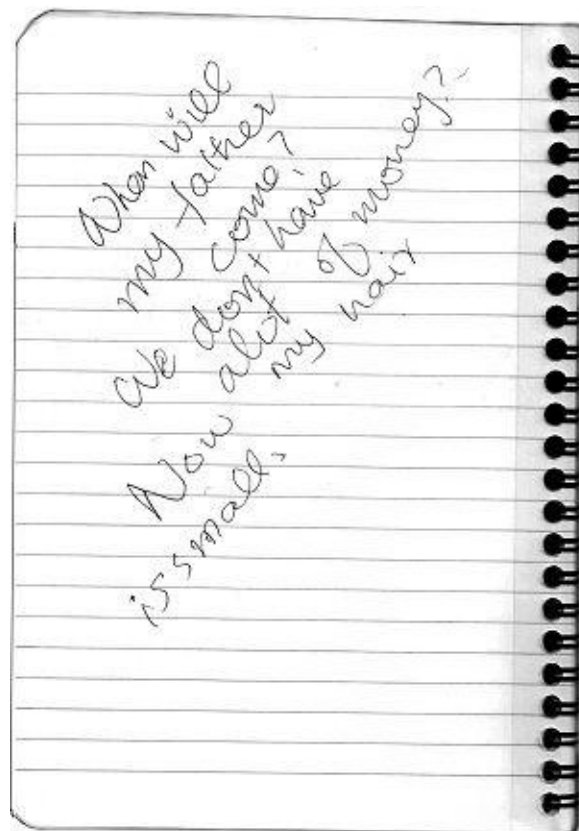 When will
my father
come?
We don't have
alot of money?
Now my hair
is small.